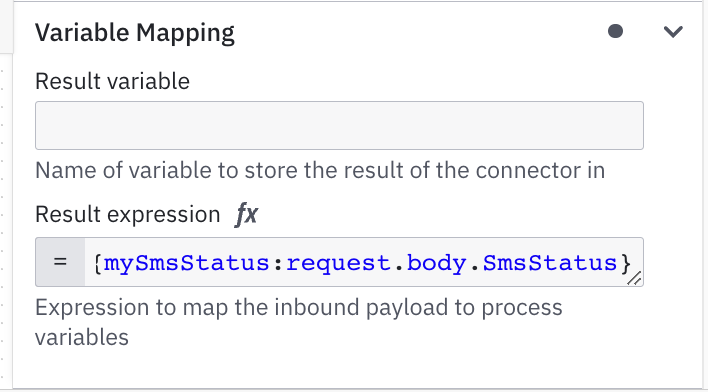 Variable Mapping
Result variable
Name of variable to store the result of the connector in
Result expression fx
= {mySmsStatus:request.body.SmsStatus}
Expression to map the inbound payload to process
variables